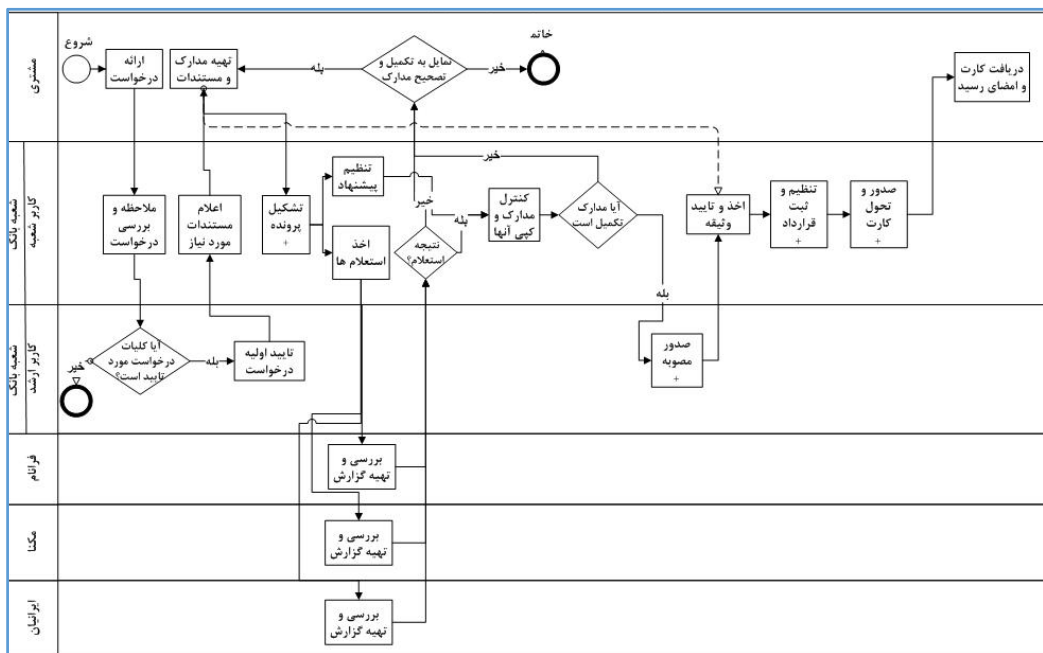 مشتری
شروع
ارائه
درخواست
تهیه مدارک
و مستندات
بله
تمایل به تکمیل و
تصحیح مدارک
خیر
خاتمه
دریافت کارت
و امضای رسید
شعبه بانک
کاربر شعبه
ملاحظه و
بررسی
درخواست
اعلام
مستندات
مورد نیاز
تشکیل
پرونده
+
تنظیم
پیشنهاد
اخذ
استعلام ها
خیر
نتیجه
استعلام؟
بله
کنترل
مدارک و
کپی آنها
خیر
آیا مدارک
تکمیل است
بله
اخذ و تایید
وثیقه
تنظیم و
ثبت
قرارداد
+
صدور و
تحول
کارت
+
شعبه بانک
کاربر ارشد
خیر
آیا کلیات
درخواست مورد
تایید است؟
بله
تایید اولیه
درخواست
صدور
مصوبه
+
فرانام
بررسی و
تهیه گزارش
مکنا
بررسی و
تهیه گزارش
ایرانیان
بررسی و
تهیه گزارش